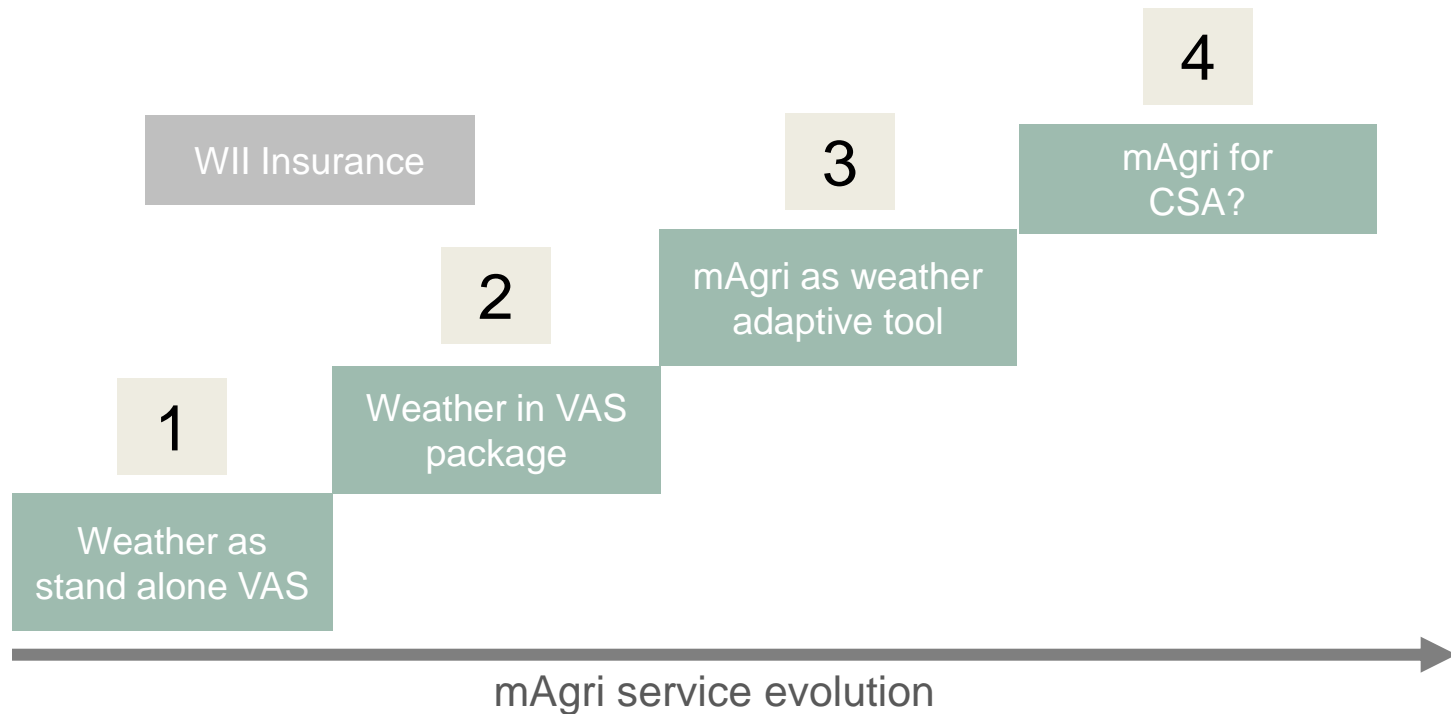 4
WII Insurance
3
mAgri for
CSA?
2
mAgri as weather
adaptive tool
1
Weather in VAS
package
Weather as
stand alone VAS
mAgri service evolution